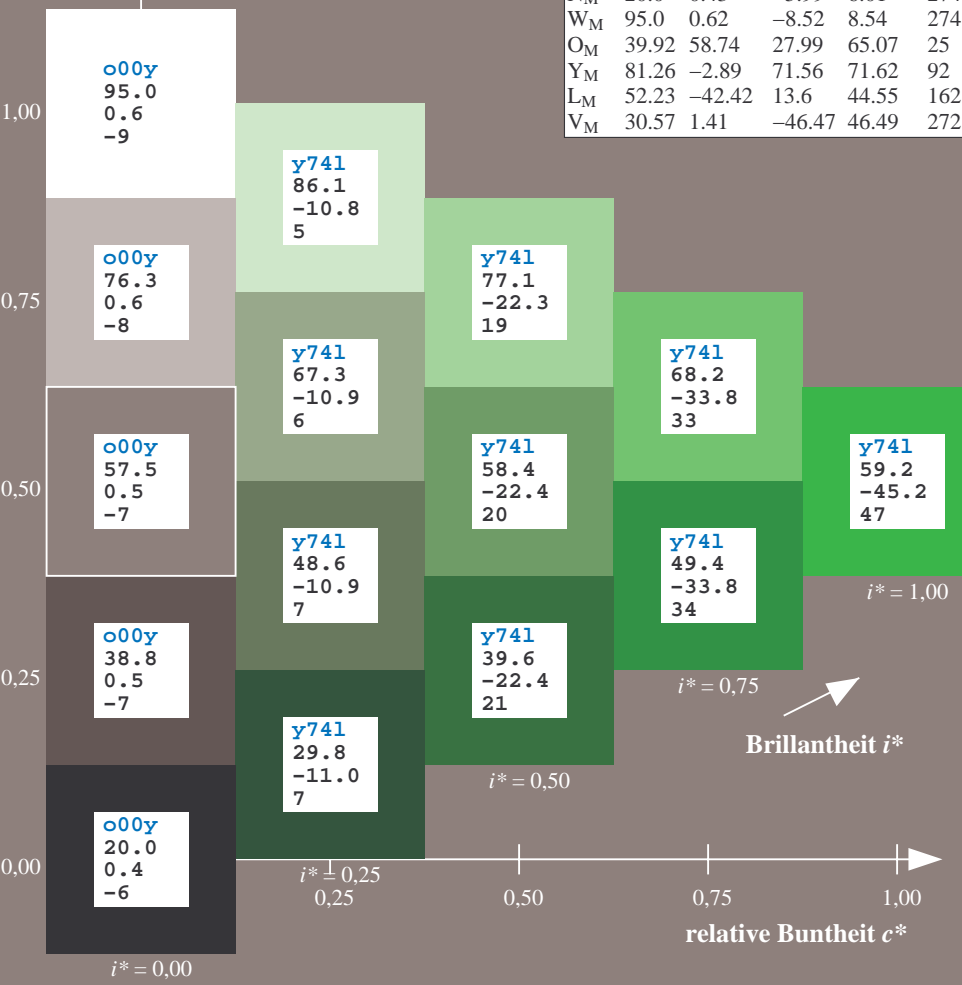 W_M 95.0 0.62 −8.52 8.54 274
O_M 39.92 58.74 27.99 65.07 25
Y_M 81.26 −2.89 71.56 71.62 92
L_M 52.23 −42.42 13.6 44.55 162
V_M 30.57 1.41 −46.47 46.49 272
1,00
0,75
0,50
0,25
0,00
o00y
95.0
0.6
−9
o00y
76.3
0.6
−8
o00y
57.5
0.5
−7
o00y
38.8
0.5
−7
o00y
20.0
0.4
−6
i* = 0,00
y74l
86.1
−10.8
5
y74l
67.3
−10.9
6
y74l
48.6
−10.9
7
y74l
29.8
−11.0
7
i* = 0,25
y74l
77.1
−22.3
19
y74l
58.4
−22.4
20
y74l
39.6
−22.4
21
i* = 0,50
y74l
68.2
−33.8
33
y74l
49.4
−33.8
34
i* = 0,75
y74l
59.2
−45.2
47
i* = 1,00
Brillantheit i*
0,25 0,50 0,75 1,00
relative Buntheit c*